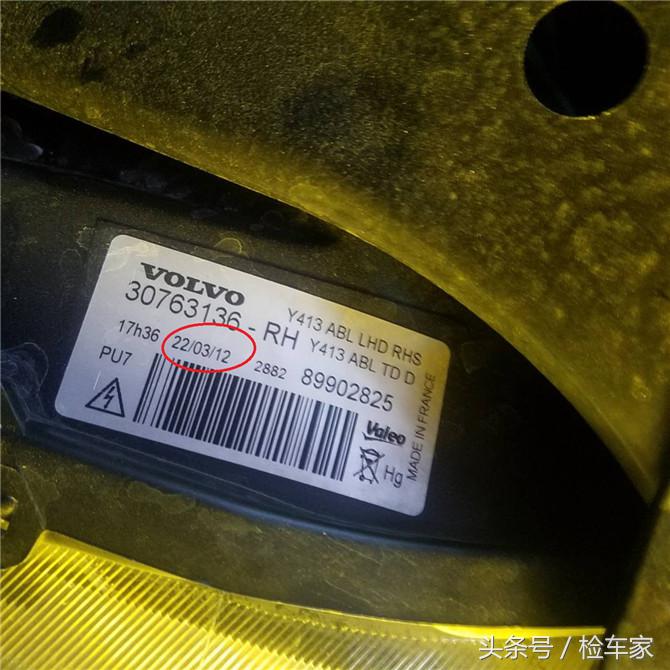 VOLVO
30763136 - RH
Y413 ABL LHD RHS
Y413 ABL TD D
17h36 22/03/12
2882 89902825
PU7
Valeo
Hg
MADE IN FRANCE
头条号 / 检车家